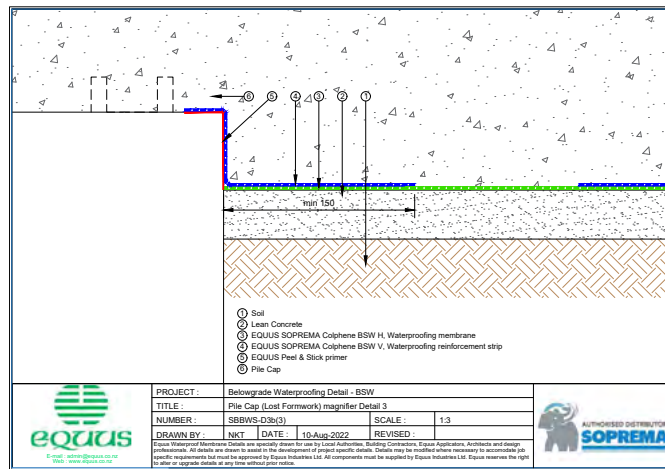 6 5 4 3 2 1
min 150
1 Soil
2 Lean Concrete
3 EQUUS SOPREMA Colphene BSW H, Waterproofing membrane
4 EQUUS SOPREMA Colphene BSW V, Waterproofing reinforcement strip
5 EQUUS Peel & Stick primer
6 Pile Cap
equus
E-mail : admin@equus.co.nz
Web : www.equus.co.nz
PROJECT : Belowgrade Waterproofing Detail - BSW
TITLE : Pile Cap (Lost Formwork) magnifier Detail 3
NUMBER : SBBWS-D3b(3) SCALE : 1:3
DRAWN BY : NKT DATE : 10-Aug-2022 REVISED :
Equus Waterproof Membrane Details are specially drawn for use by Local Authorities, Building Contractors, Equus Applicators, Architects and design
professionals. All details are drawn to assist in the development of project specific details. Details may be modified where necessary to accomodate job
specific requirements but must be approved by Equus Industries Ltd. All components must be supplied by Equus Industries Ltd. Equus reserves the right
to alter or upgrade details at any time without prior notice.
AUTHORISED DISTRIBUTOR
SOPREMA